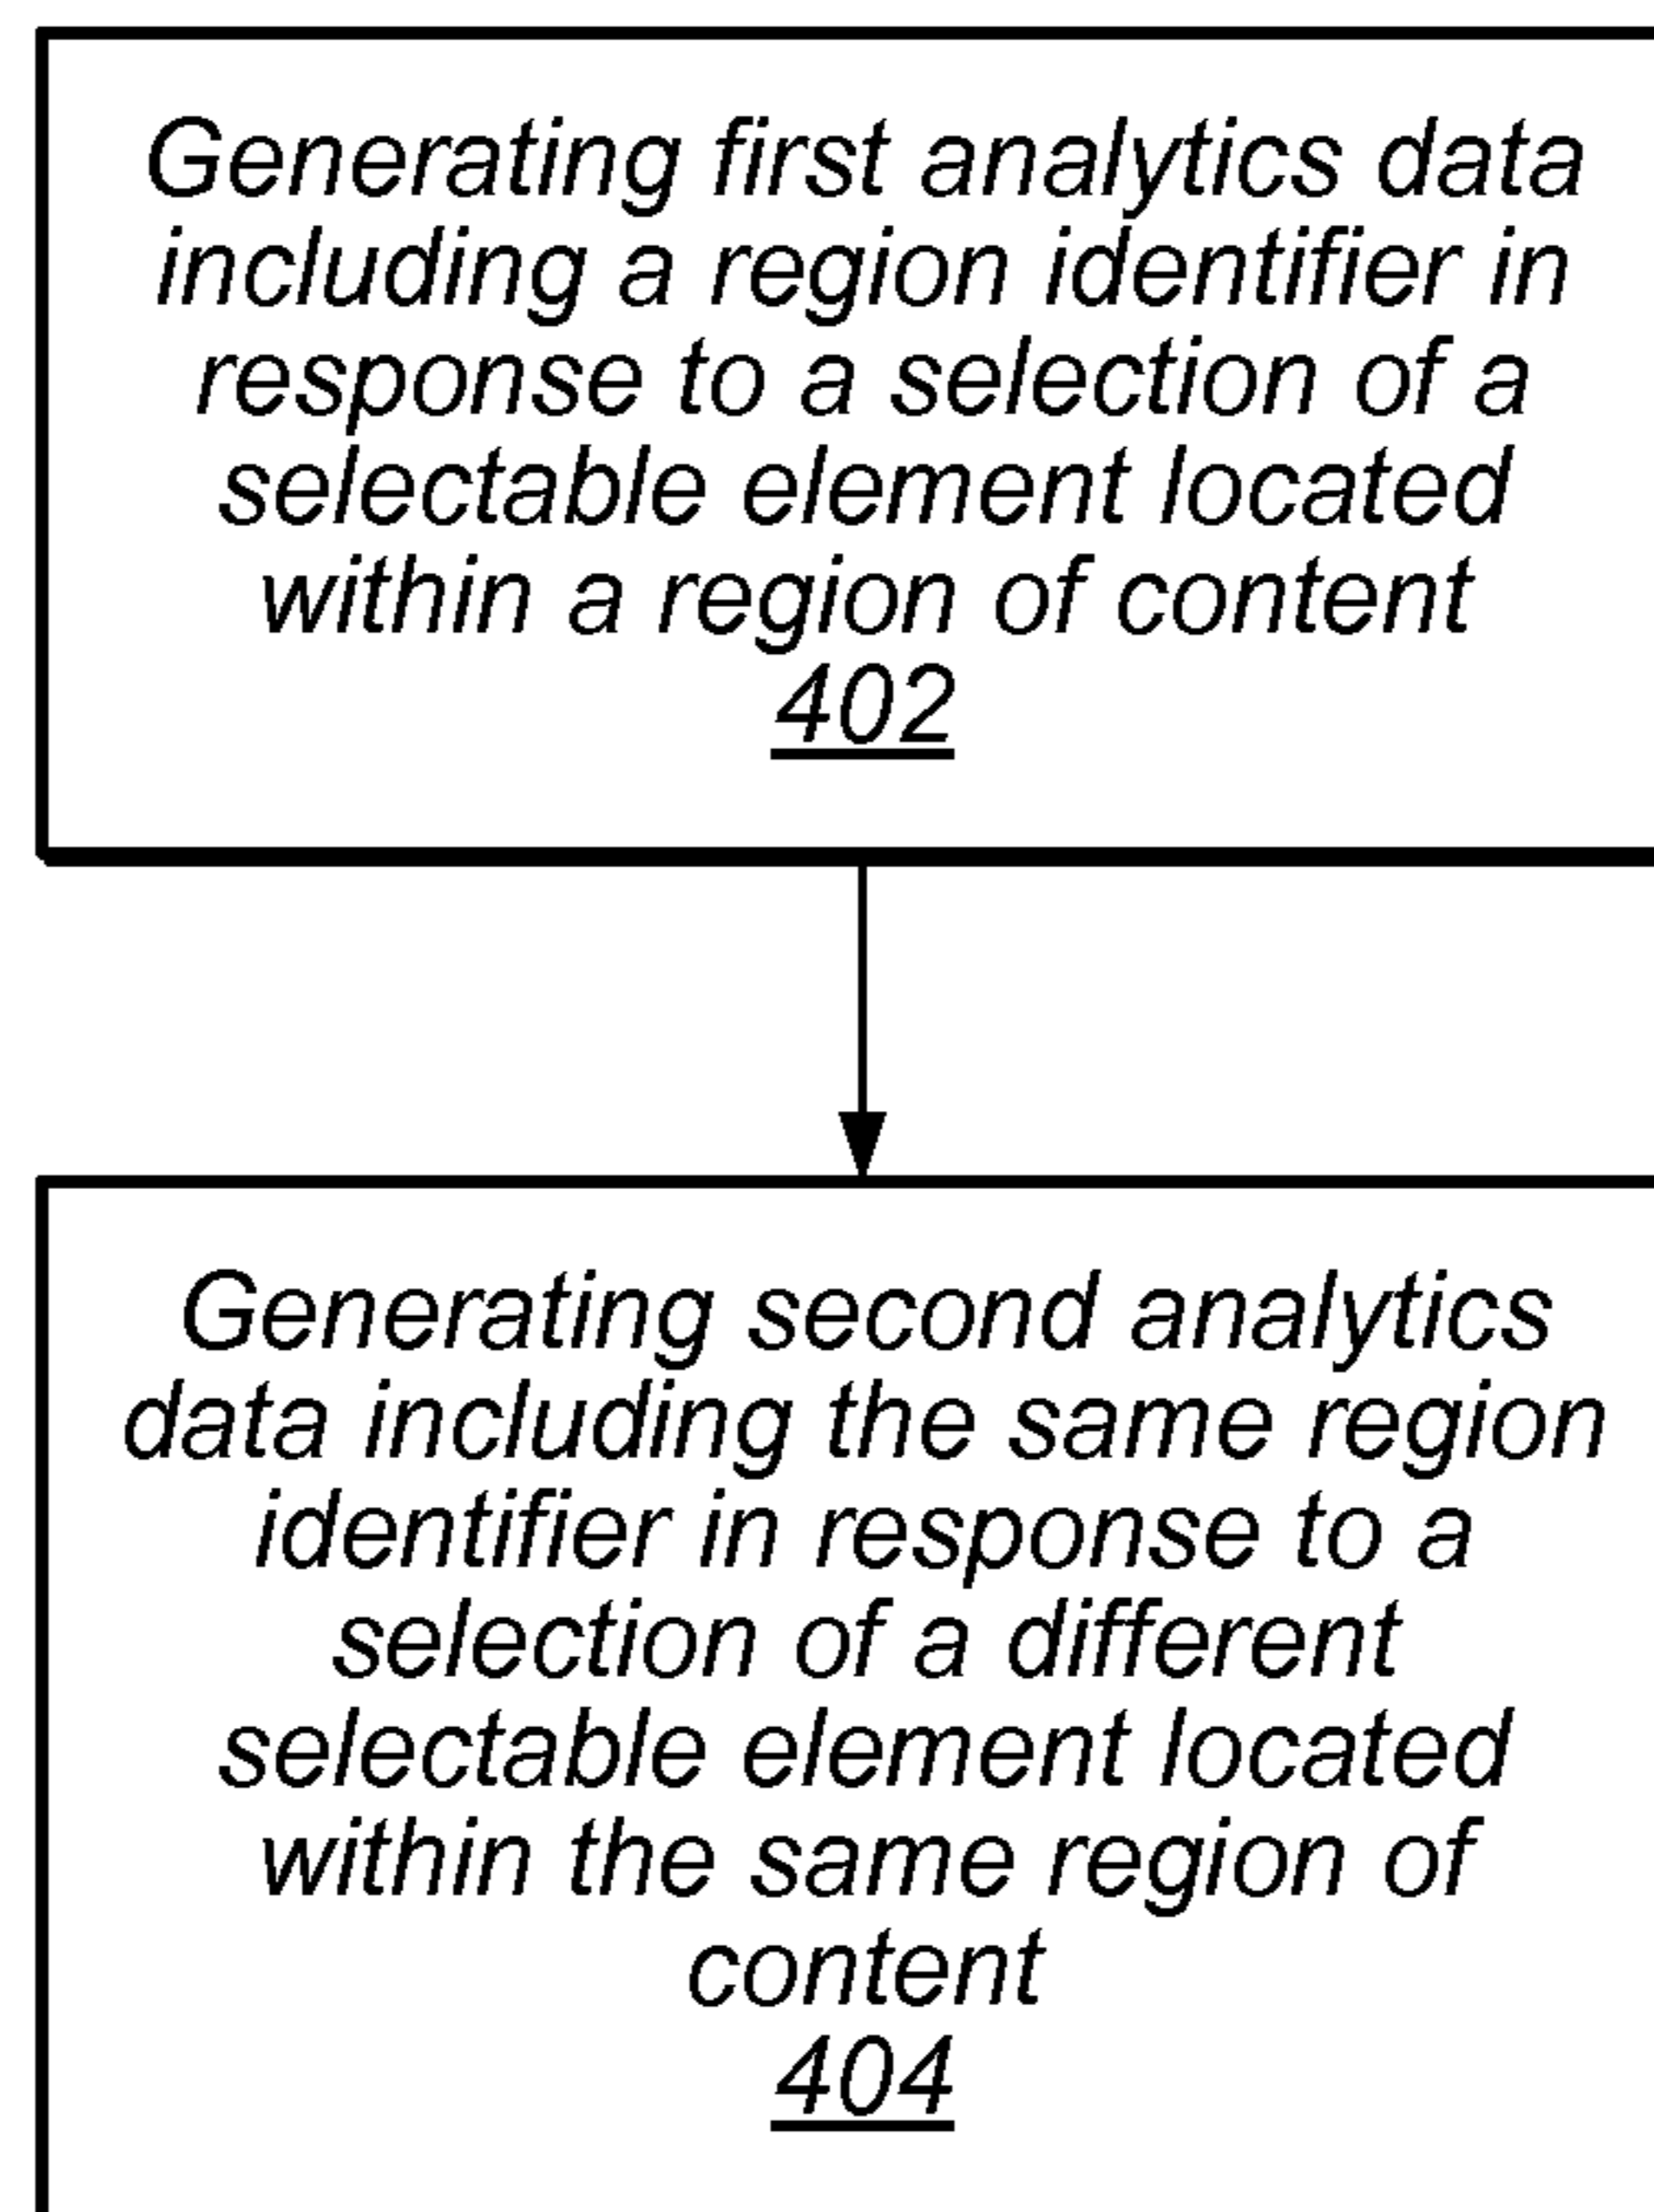 Generating first analytics data
including a region identifier in
response to a selection of a
selectable element located
within a region of content
402
Generating second analytics
data including the same region
identifier in response to a
selection of a different
selectable element located
within the same region of
content
404